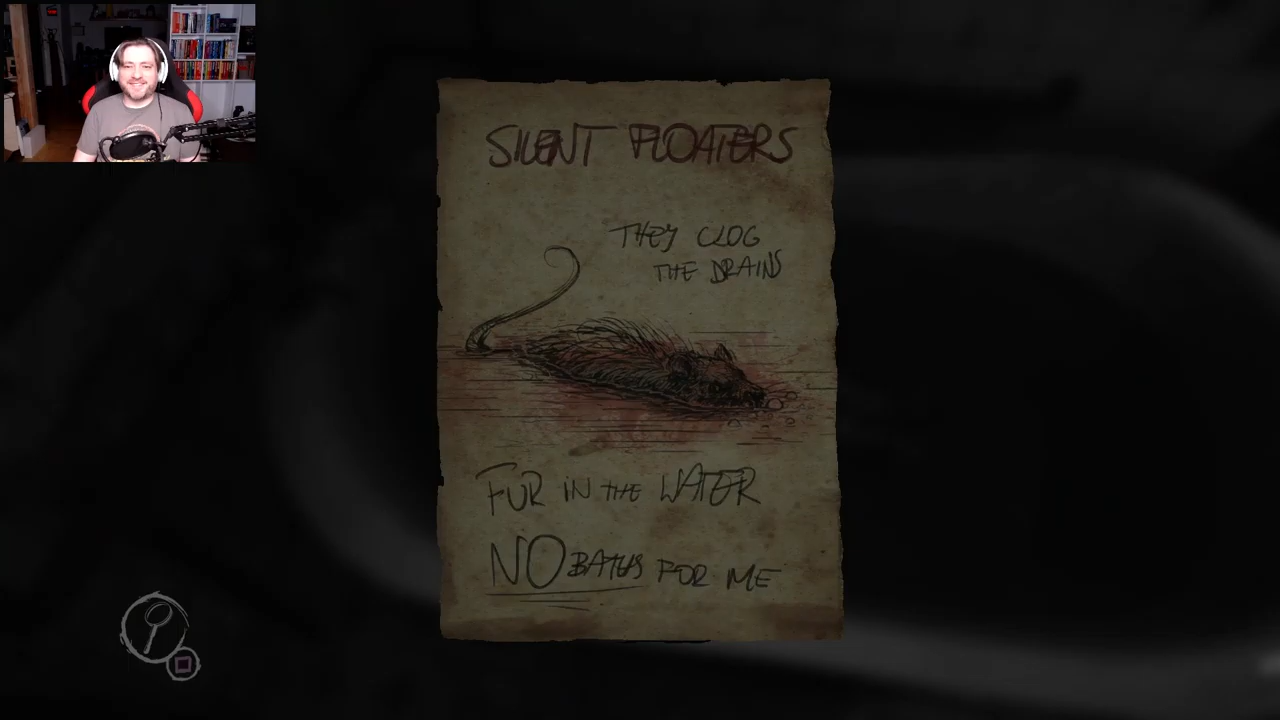 SILENT FLOATERS
THEY CLOG
THE DRAINS
FUR IN THE WATER
NO BATHS FOR ME